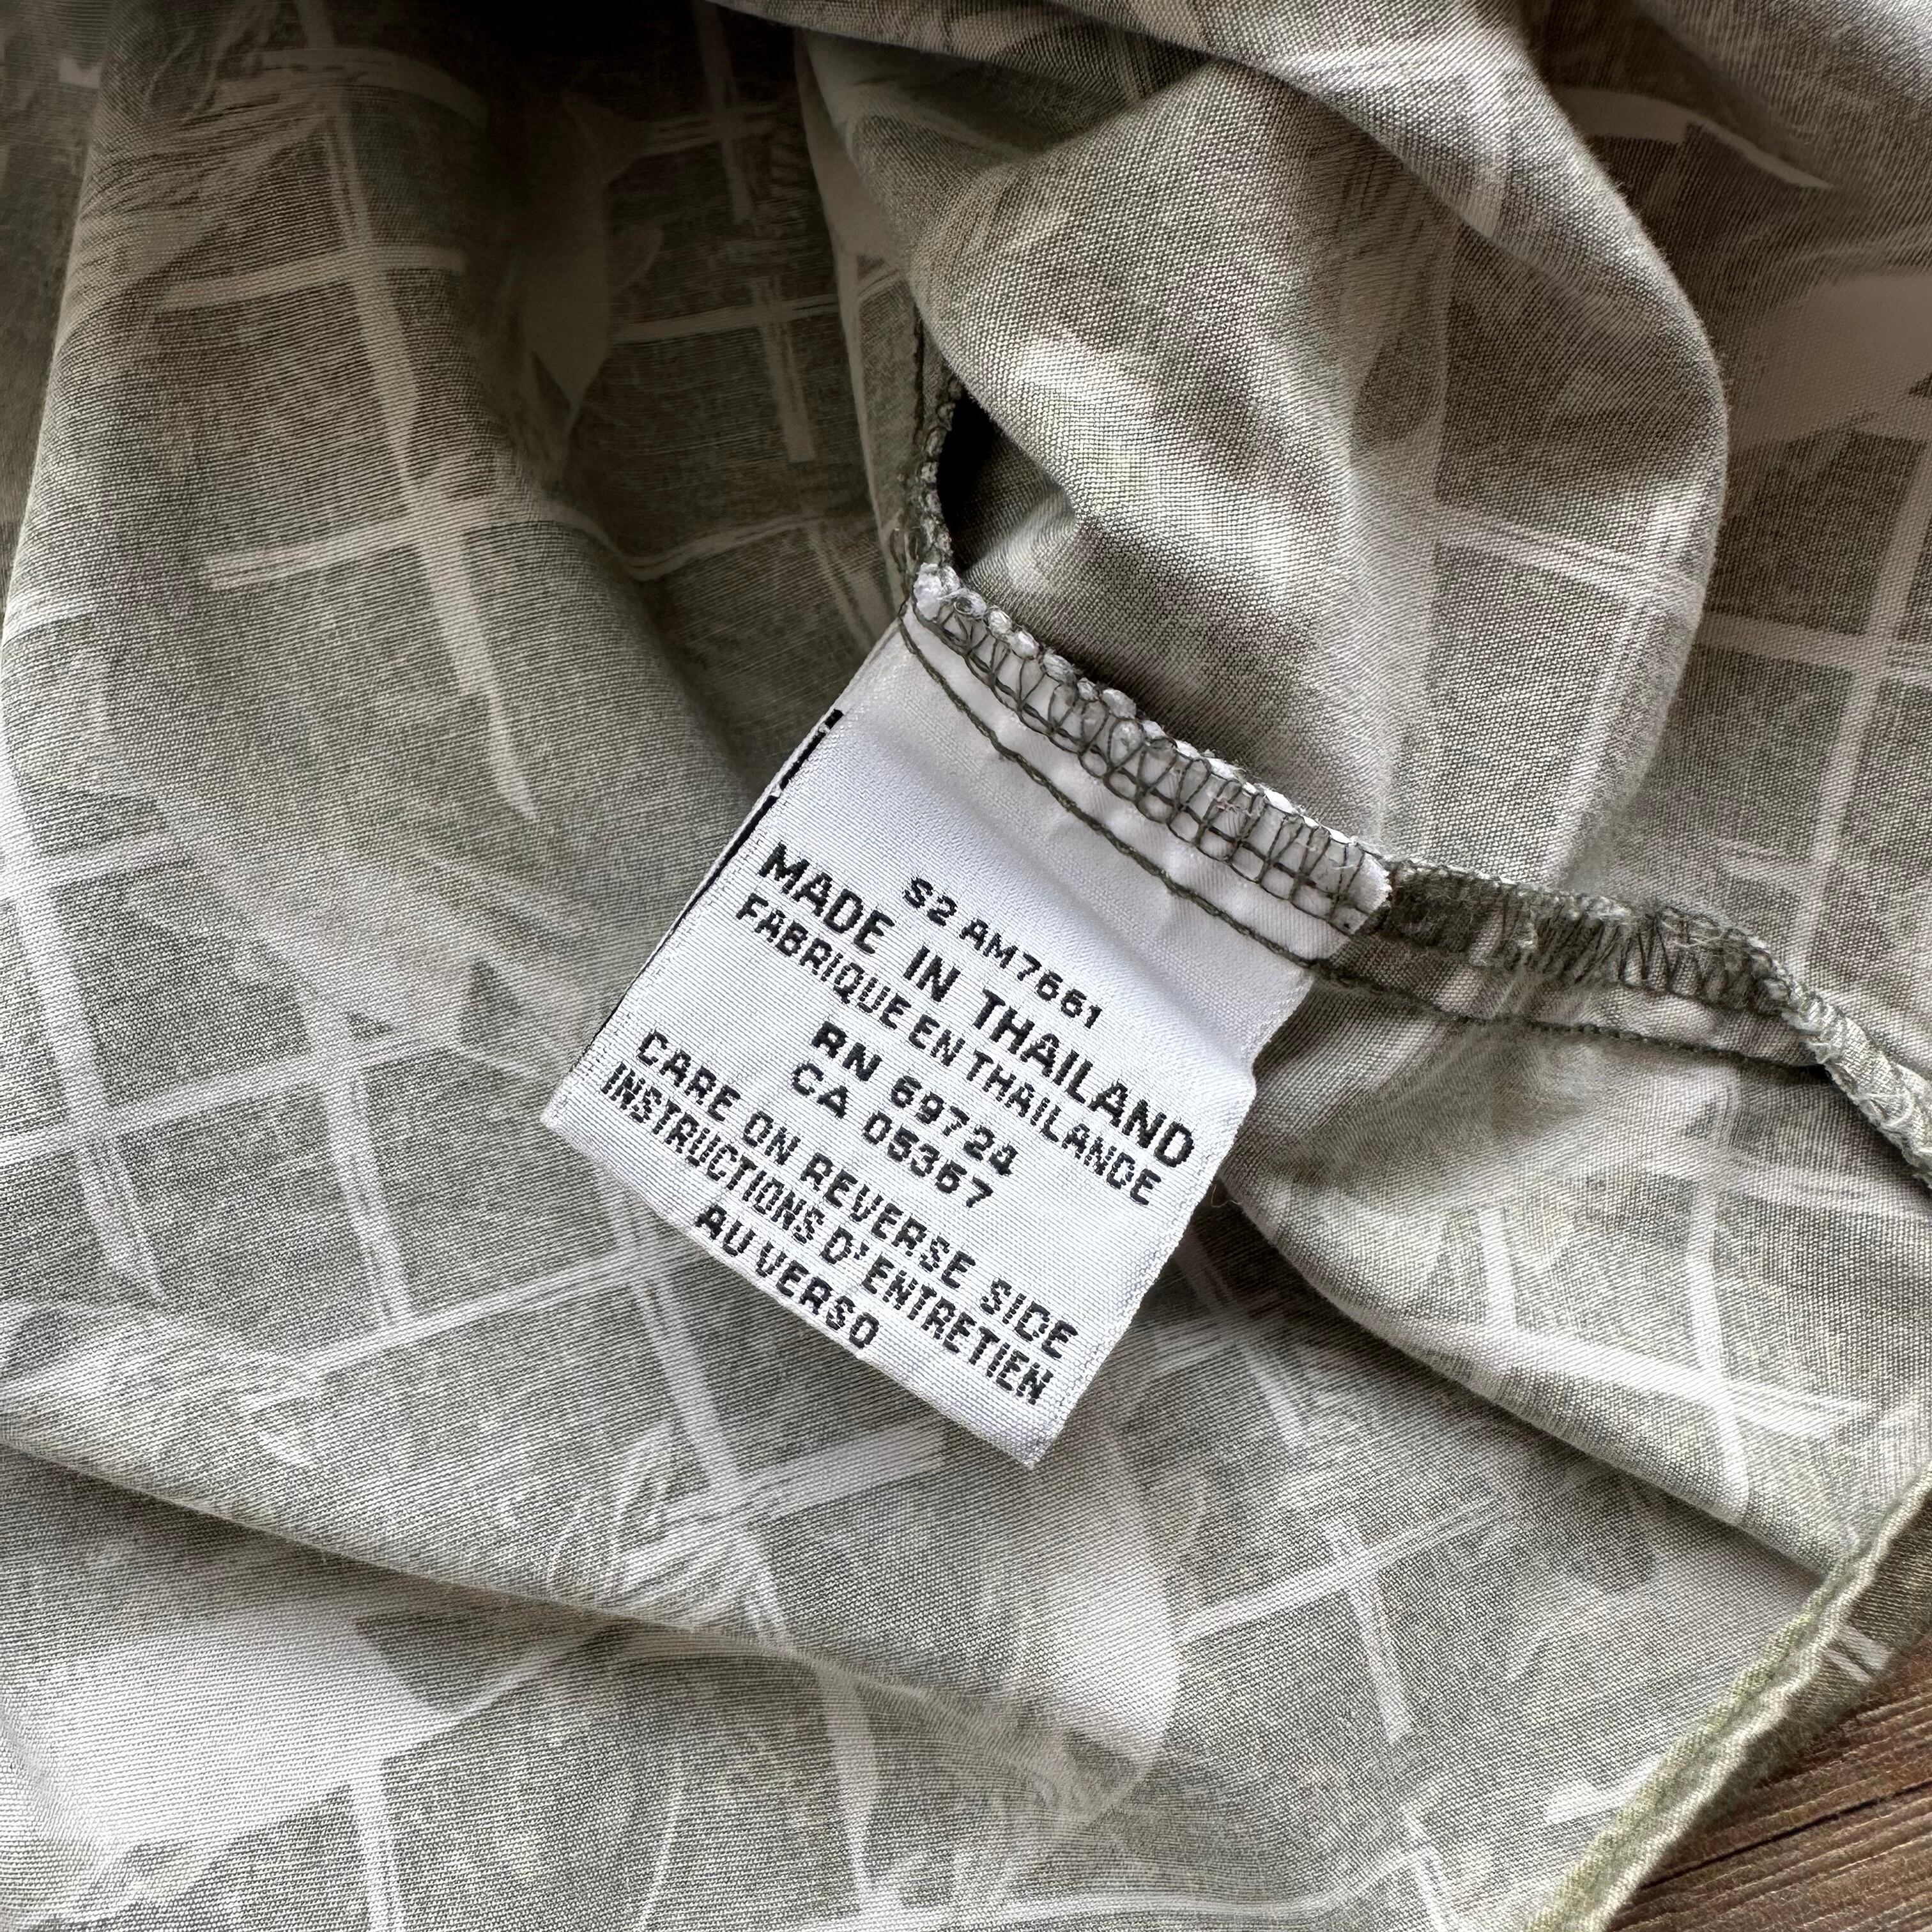 S2 AM7661
MADE IN THAILAND
FABRIQUE EN THAILANDE
RN 69724
CA 05367
CARE ON REVERSE SIDE
INSTRUCTIONS D'ENTRETIEN
AU VERSO